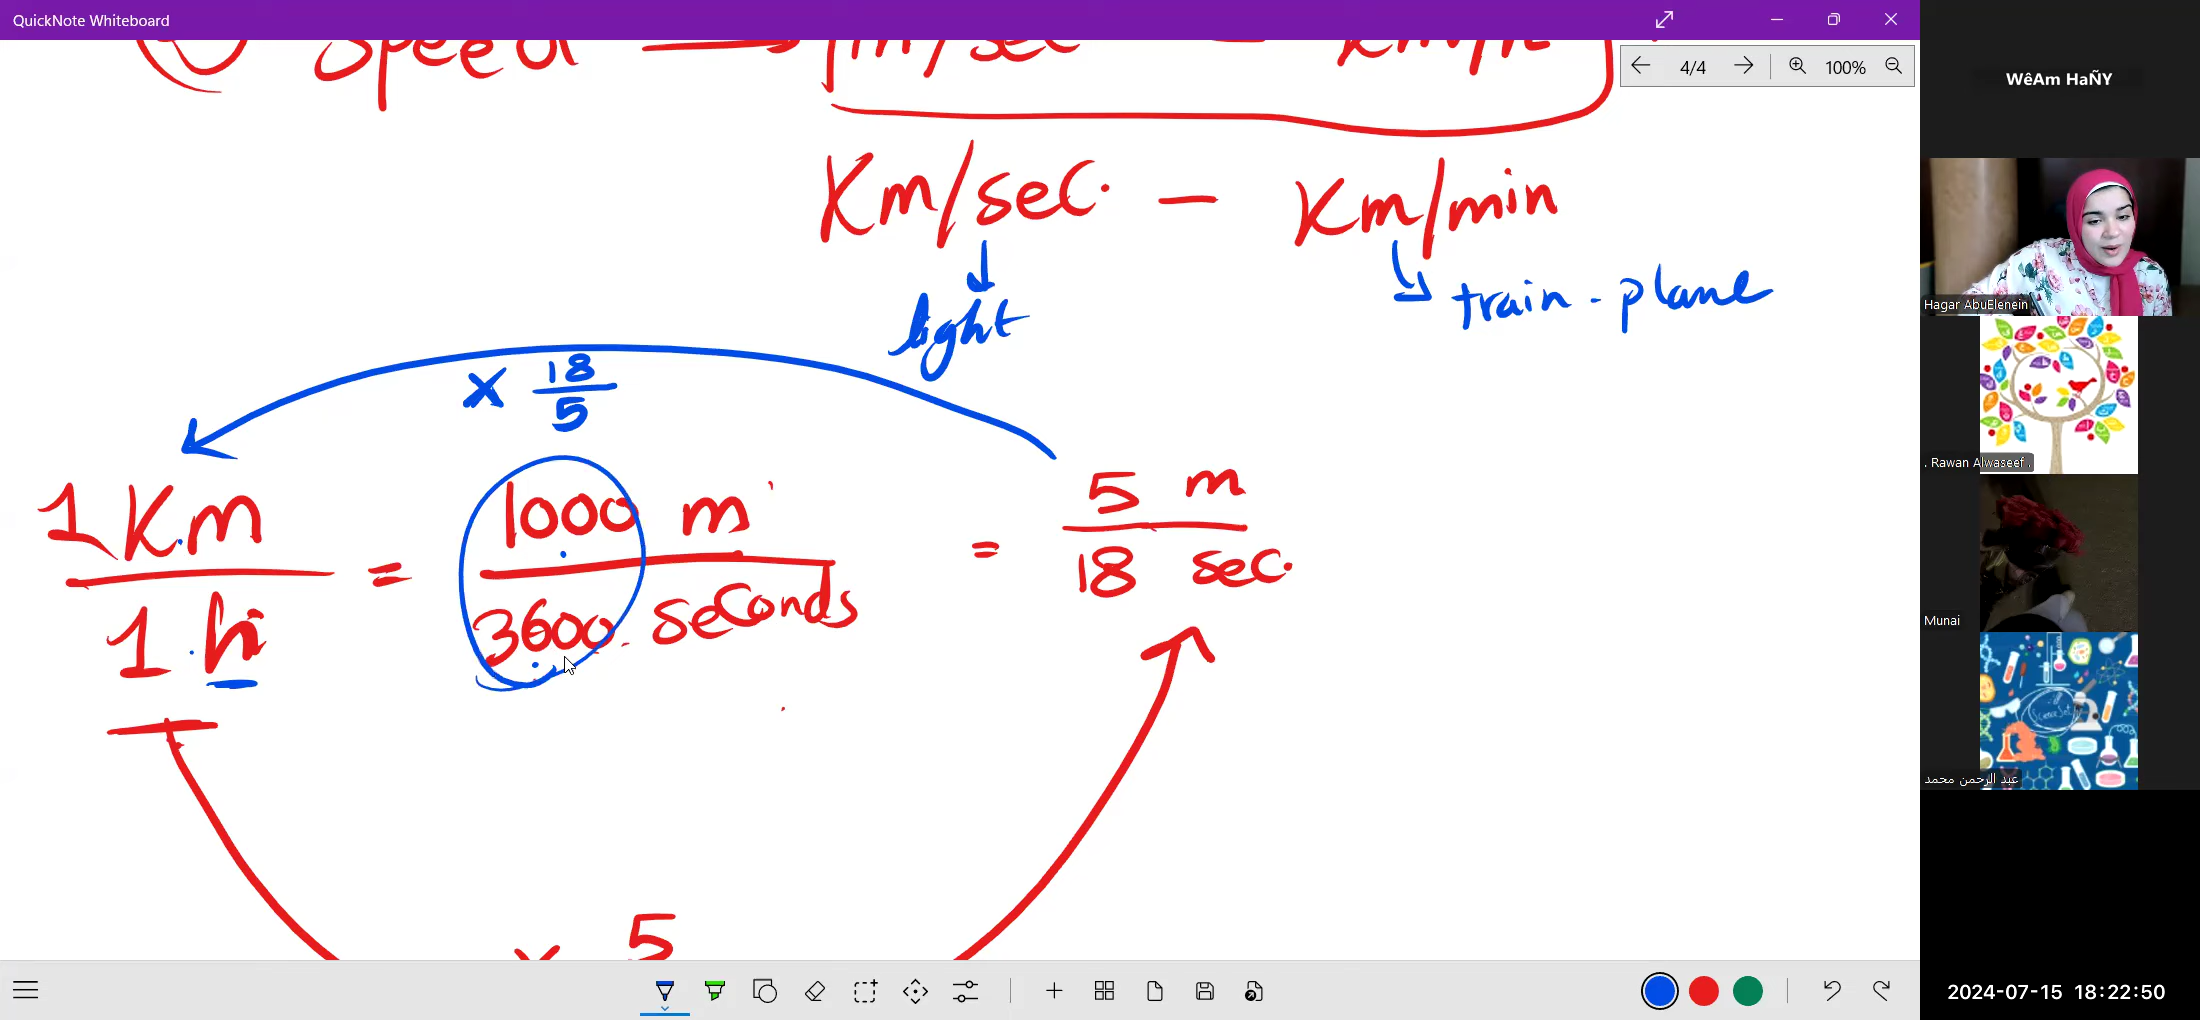 QuickNote Whiteboard
Speed → m/sec - km/h
4/4
100%
Km/sec. - Km/min
light
train - plane
× 18/5
1 Km / 1 h = 1000 m / 3600 seconds = 5 m / 18 sec.
× 5
WêAm HaÑY
Hagar AbuElenein
. Rawan Alwaseef .
Munai
عبد الرحمن محمد
2024-07-15 18:22:50